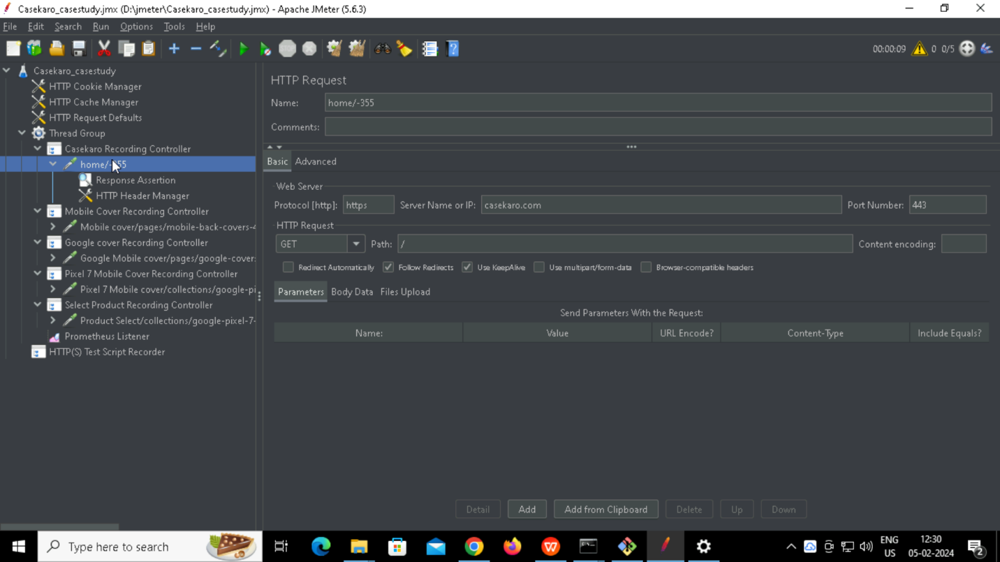 Casekaro_casestudy.jmx (D:\jmeter\Casekaro_casestudy.jmx) - Apache JMeter (5.6.3)
File Edit Search Run Options Tools Help
STOP 00:00:09 0 0/5
Casekaro_casestudy
HTTP Cookie Manager
HTTP Cache Manager
HTTP Request Defaults
Thread Group
Casekaro Recording Controller
home/-355
Response Assertion
HTTP Header Manager
Mobile Cover Recording Controller
Mobile cover/pages/mobile-back-covers-4
Google cover Recording Controller
Google Mobile cover/pages/google-cover:
Pixel 7 Mobile Cover Recording Controller
Pixel 7 Mobile cover/collections/google-pi
Select Product Recording Controller
Product Select/collections/google-pixel-7-
Prometheus Listener
HTTP(S) Test Script Recorder
HTTP Request
Name: home/-355
Comments:
Basic Advanced
Web Server
Protocol [http]: https Server Name or IP: casekaro.com Port Number: 443
HTTP Request
GET Path: / Content encoding:
Redirect Automatically Follow Redirects Use KeepAlive Use multipart/form-data Browser-compatible headers
Parameters Body Data Files Upload
Send Parameters With the Request:
Name: Value URL Encode? Content-Type Include Equals?
Detail Add Add from Clipboard Delete Up Down
Type here to search
ENG
US
12:30
05-02-2024
2